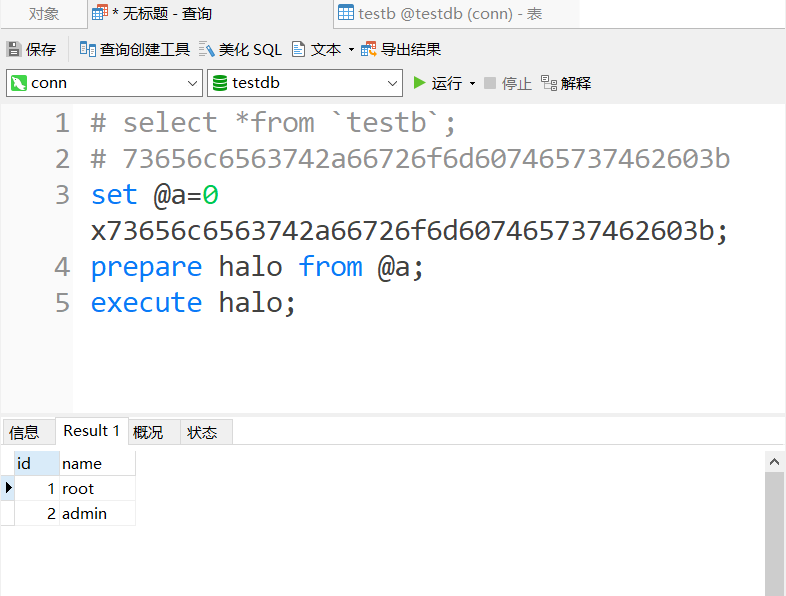 对象 * 无标题 - 查询 testb @testdb (conn) - 表
保存 查询创建工具 美化 SQL 文本 导出结果
conn testdb 运行 停止 解释
1 # select *from `testb`;
2 # 73656c6563742a66726f6d607465737462603b
3 set @a=0
x73656c6563742a66726f6d607465737462603b;
4 prepare halo from @a;
5 execute halo;
信息 Result 1 概况 状态
id name
1 root
2 admin